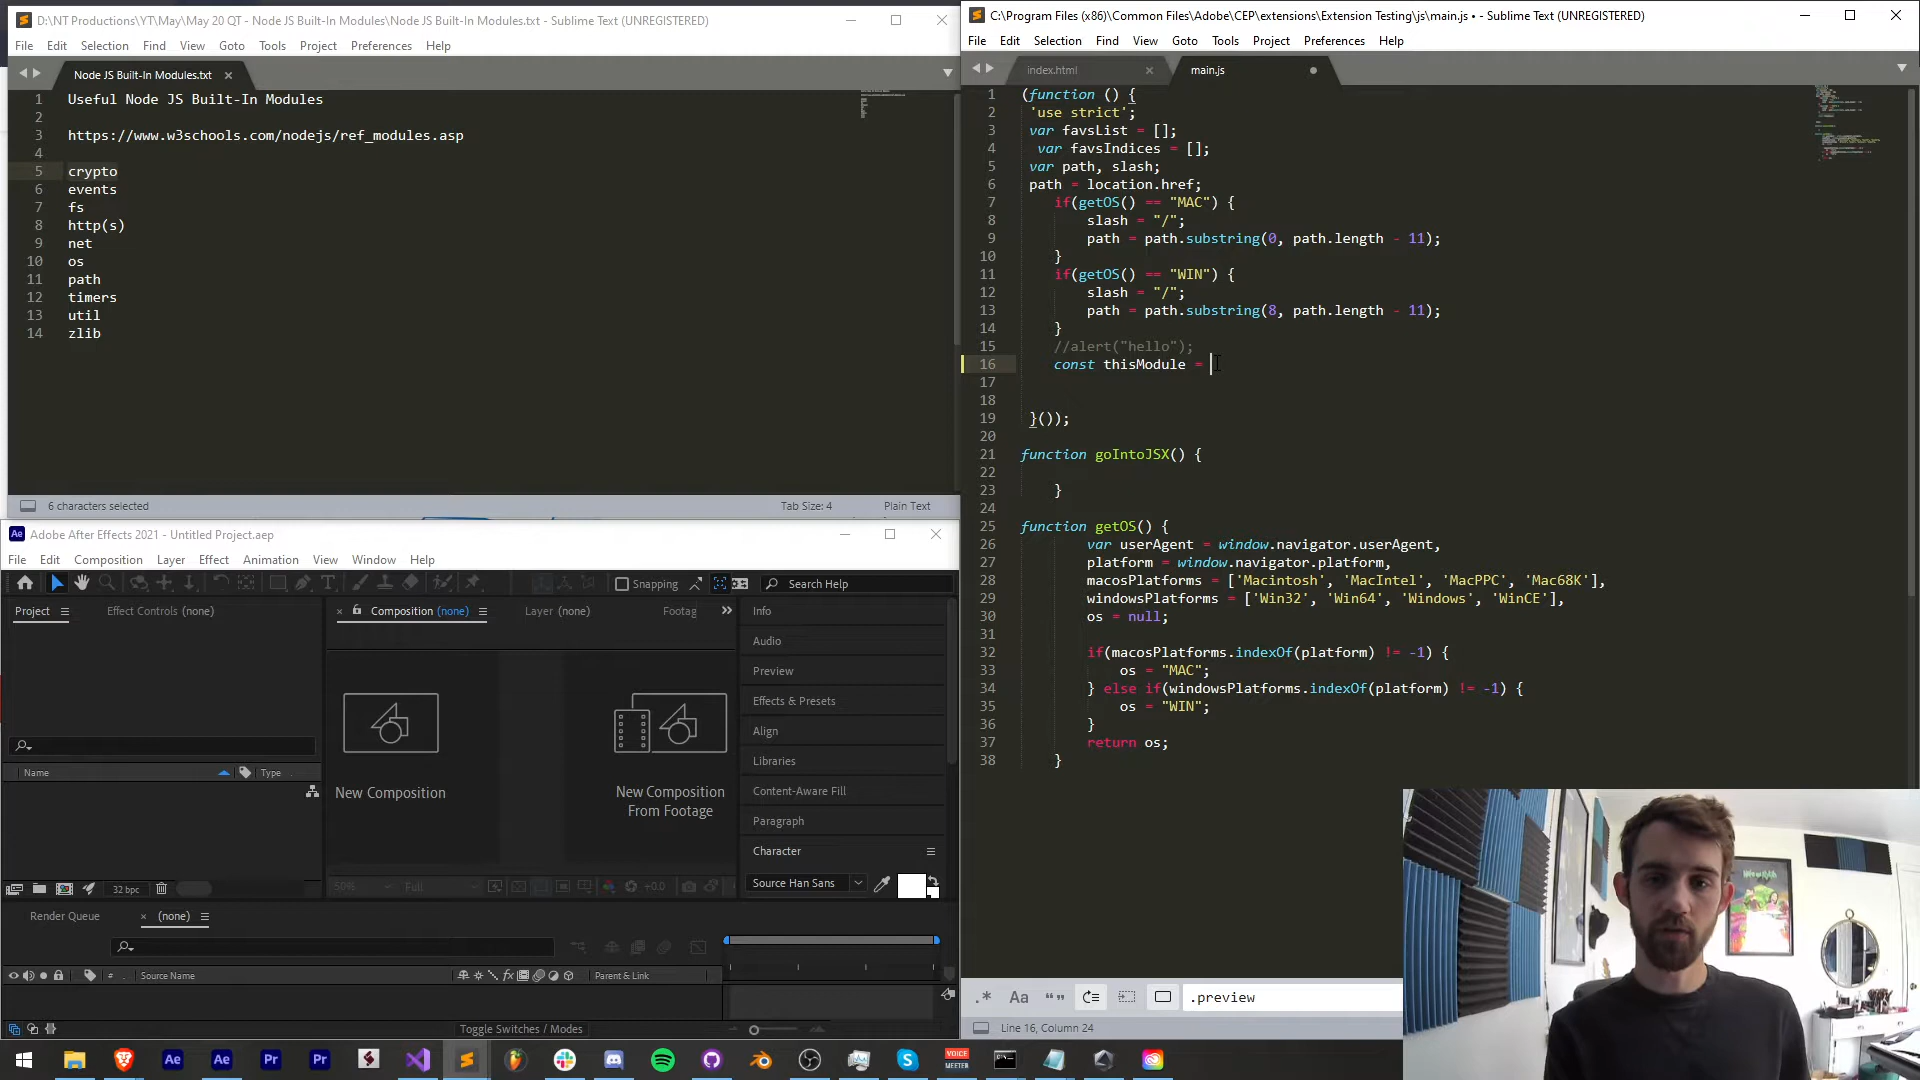 D:\NT Productions\YT\May\May 20 QT - Node JS Built-In Modules\Node JS Built-In Modules.txt - Sublime Text (UNREGISTERED)
File Edit Selection Find View Goto Tools Project Preferences Help
Node JS Built-In Modules.txt
1 Useful Node JS Built-In Modules
2
3 https://www.w3schools.com/nodejs/ref_modules.asp
4
5 crypto
6 events
7 fs
8 http(s)
9 net
10 os
11 path
12 timers
13 util
14 zlib
6 characters selected
Tab Size: 4
Plain Text
C:\Program Files (x86)\Common Files\Adobe\CEP\extensions\Extension Testing\js\main.js • - Sublime Text (UNREGISTERED)
File Edit Selection Find View Goto Tools Project Preferences Help
index.html
main.js
1 (function () {
2 'use strict';
3 var favsList = [];
4 var favsIndices = [];
5 var path, slash;
6 path = location.href;
7 if(getOS() == "MAC") {
8 slash = "/";
9 path = path.substring(0, path.length - 11);
10 }
11 if(getOS() == "WIN") {
12 slash = "/";
13 path = path.substring(8, path.length - 11);
14 }
15 //alert("hello");
16 const thisModule =
17
18
19 }());
20
21 function goIntoJSX() {
22
23 }
24
25 function getOS() {
26 var userAgent = window.navigator.userAgent,
27 platform = window.navigator.platform,
28 macosPlatforms = ['Macintosh', 'MacIntel', 'MacPPC', 'Mac68K'],
29 windowsPlatforms = ['Win32', 'Win64', 'Windows', 'WinCE'],
30 os = null;
31
32 if(macosPlatforms.indexOf(platform) != -1) {
33 os = "MAC";
34 } else if(windowsPlatforms.indexOf(platform) != -1) {
35 os = "WIN";
36 }
37 return os;
38 }
.* Aa “”
.preview
Line 16, Column 24
Ae Adobe After Effects 2021 - Untitled Project.aep
File Edit Composition Layer Effect Animation View Window Help
Snapping
Search Help
Project
Effect Controls (none)
Composition (none)
Layer (none)
Footag
Info
Audio
Preview
Effects & Presets
Align
Libraries
Content-Aware Fill
Paragraph
Character
Source Han Sans
New Composition
New Composition
From Footage
Name
Type
32 bpc
50%
Full
+0.0
Render Queue
(none)
# Source Name
fx
Parent & Link
Toggle Switches / Modes
Ae Ae Pr Pr
VOICE
MEETER